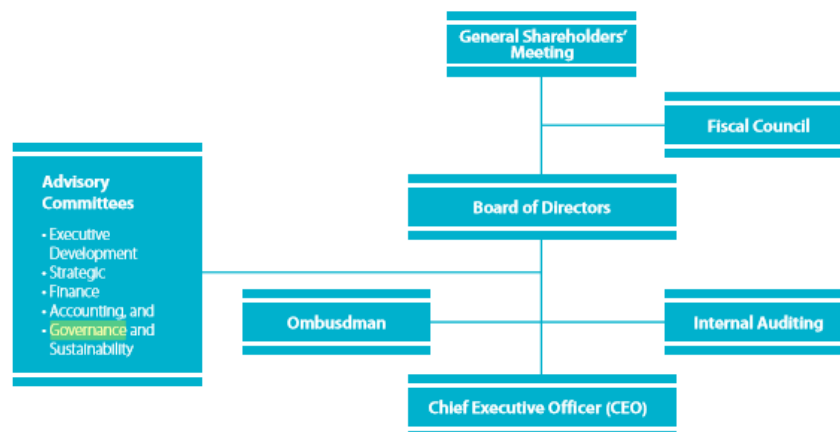 General Shareholders'
Meeting
Fiscal Council
Advisory
Committees
• Executive
Development
• Strategic
• Finance
• Accounting, and
• Governance and
Sustainability
Board of Directors
Ombusdman
Internal Auditing
Chief Executive Officer (CEO)